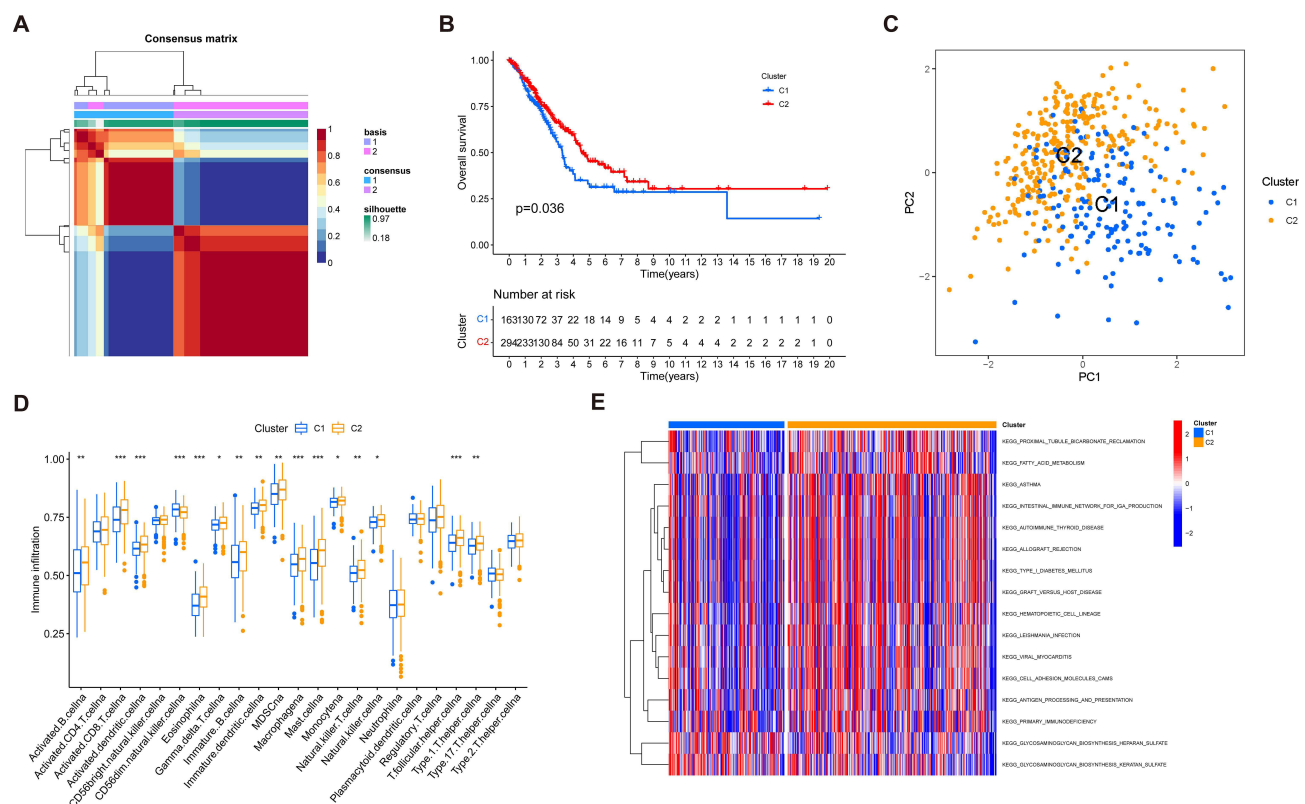 A
Consensus matrix
basis
1
2
consensus
1
2
silhouette
0.97
0.18
1
0.8
0.6
0.4
0.2
0
B
Cluster
C1
C2
Overall survival
1.00
0.75
0.50
0.25
0.00
p=0.036
0 1 2 3 4 5 6 7 8 9 10 11 12 13 14 15 16 17 18 19 20
Time(years)
Number at risk
Cluster
C1 163 130 72 37 22 18 14 9 5 4 4 2 2 2 1 1 1 1 1 1 0
C2 294 233 130 84 50 31 22 16 11 7 5 4 4 4 2 2 2 2 2 1 0
0 1 2 3 4 5 6 7 8 9 10 11 12 13 14 15 16 17 18 19 20
Time(years)
C
PC2
2
0
−2
C2
C1
−2 0 2
PC1
Cluster
C1
C2
D
Cluster C1 C2
Immune infiltration
1.00
0.75
0.50
0.25
** *** *** *** *** * ** ** ** *** *** * ** * *** **
Activated.B.cellna
Activated.CD4.T.cellna
Activated.CD8.T.cellna
Activated.dendritic.cellna
CD56bright.natural.killer.cellna
CD56dim.natural.killer.cellna
Eosinophilna
Gamma.delta.T.cellna
Immature..B.cellna
Immature.dendritic.cellna
MDSCna
Macrophagena
Mast.cellna
Monocytena
Natural.killer.T.cellna
Natural.killer.cellna
Neutrophilna
Plasmacytoid.dendritic.cellna
Regulatory.T.cellna
T.follicular.helper.cellna
Type.1.T.helper.cellna
Type.17.T.helper.cellna
Type.2.T.helper.cellna
E
Cluster
KEGG_PROXIMAL_TUBULE_BICARBONATE_RECLAMATION
KEGG_FATTY_ACID_METABOLISM
KEGG_ASTHMA
KEGG_INTESTINAL_IMMUNE_NETWORK_FOR_IGA_PRODUCTION
KEGG_AUTOIMMUNE_THYROID_DISEASE
KEGG_ALLOGRAFT_REJECTION
KEGG_TYPE_I_DIABETES_MELLITUS
KEGG_GRAFT_VERSUS_HOST_DISEASE
KEGG_HEMATOPOIETIC_CELL_LINEAGE
KEGG_LEISHMANIA_INFECTION
KEGG_VIRAL_MYOCARDITIS
KEGG_CELL_ADHESION_MOLECULES_CAMS
KEGG_ANTIGEN_PROCESSING_AND_PRESENTATION
KEGG_PRIMARY_IMMUNODEFICIENCY
KEGG_GLYCOSAMINOGLYCAN_BIOSYNTHESIS_HEPARAN_SULFATE
KEGG_GLYCOSAMINOGLYCAN_BIOSYNTHESIS_KERATAN_SULFATE
2
1
0
−1
−2
Cluster
C1
C2